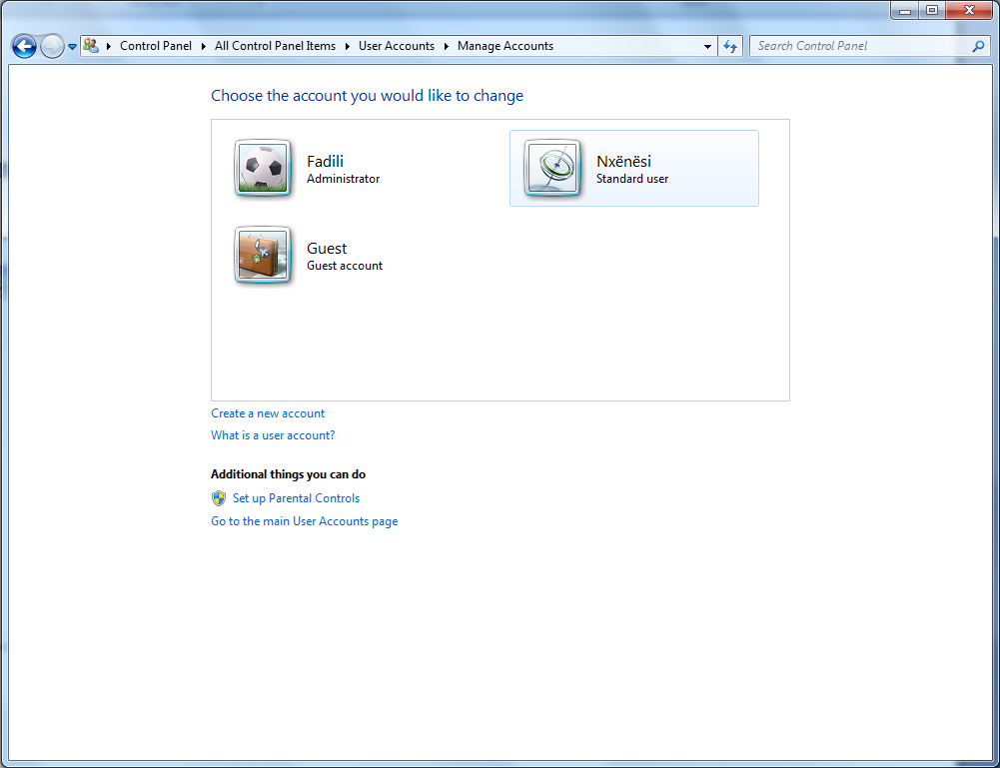 Control Panel All Control Panel Items User Accounts Manage Accounts Search Control Panel
Choose the account you would like to change
Fadili
Administrator
Nxënësi
Standard user
Guest
Guest account
Create a new account
What is a user account?
Additional things you can do
Set up Parental Controls
Go to the main User Accounts page